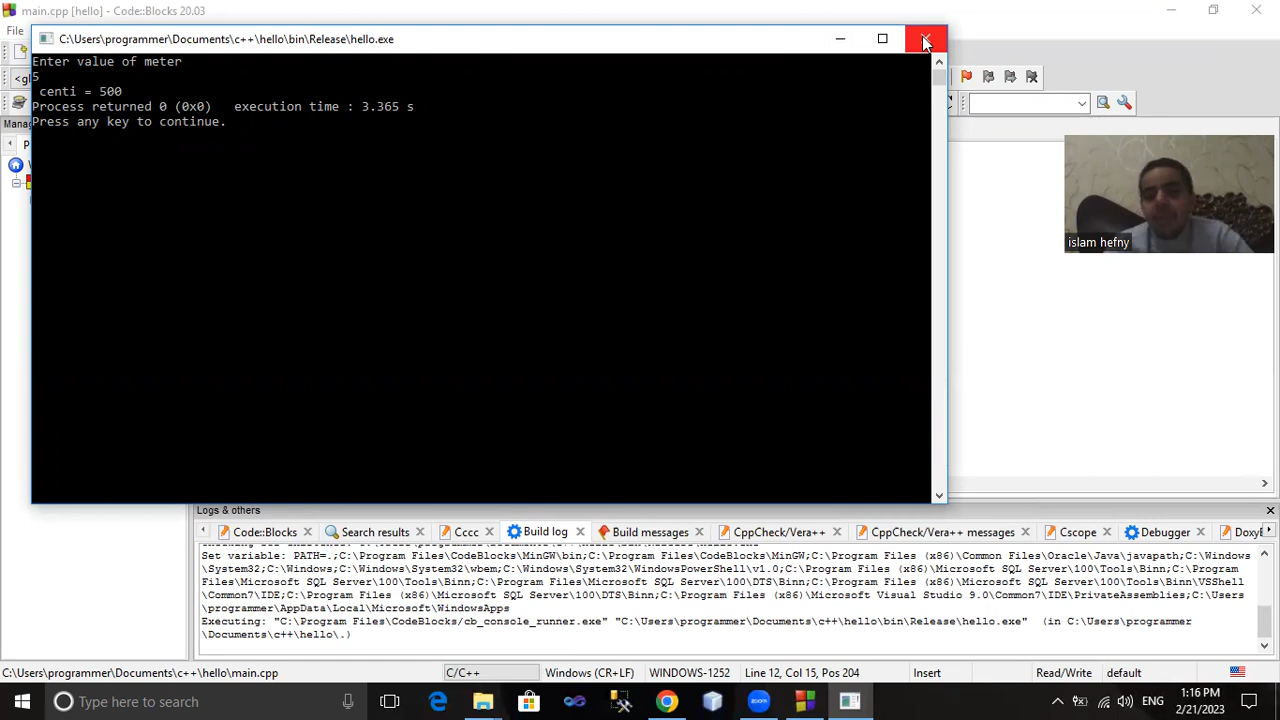 main.cpp [hello] - Code::Blocks 20.03
File
C:\Users\programmer\Documents\c++\hello\bin\Release\hello.exe
Enter value of meter
5
centi = 500
Process returned 0 (0x0)   execution time : 3.365 s
Press any key to continue.
islam hefny
Logs & others
Code::Blocks
Search results
Cccc
Build log
Build messages
CppCheck/Vera++
CppCheck/Vera++ messages
Cscope
Debugger
Set variable: PATH=.;C:\Program Files\CodeBlocks\MinGW\bin;C:\Program Files\CodeBlocks\MinGW;C:\Program Files (x86)\Common Files\Oracle\Java\javapath;C:\Windows
\System32;C:\Windows;C:\Windows\System32\wbem;C:\Windows\System32\WindowsPowerShell\v1.0;C:\Program Files (x86)\Microsoft SQL Server\100\Tools\Binn;C:\Program
Files\Microsoft SQL Server\100\Tools\Binn;C:\Program Files\Microsoft SQL Server\100\DTS\Binn;C:\Program Files (x86)\Microsoft SQL Server\100\Tools\Binn\VSShell
\Common7\IDE;C:\Program Files (x86)\Microsoft Visual Studio 9.0\Common7\IDE\PrivateAssemblies;C:\Program Files (x86)\Microsoft SQL Server\100\DTS\Binn;C:\Users
\programmer\AppData\Local\Microsoft\WindowsApps
Executing: "C:\Program Files\CodeBlocks/cb_console_runner.exe" "C:\Users\programmer\Documents\c++\hello\bin\Release\hello.exe"  (in C:\Users\programmer
\Documents\c++\hello\.)
C:\Users\programmer\Documents\c++\hello\main.cpp
C/C++
Windows (CR+LF)
WINDOWS-1252
Line 12, Col 15, Pos 204
Insert
Read/Write
default
Type here to search
ENG
1:16 PM
2/21/2023